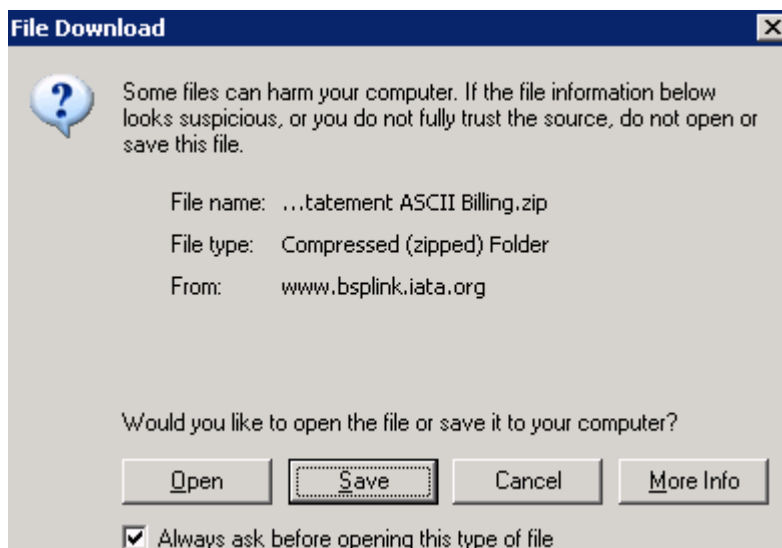 File Download
Some files can harm your computer. If the file information below
looks suspicious, or you do not fully trust the source, do not open or
save this file.
File name: ...tatement ASCII Billing.zip
File type: Compressed (zipped) Folder
From: www.bsplink.iata.org
Would you like to open the file or save it to your computer?
Open Save Cancel More Info
Always ask before opening this type of file